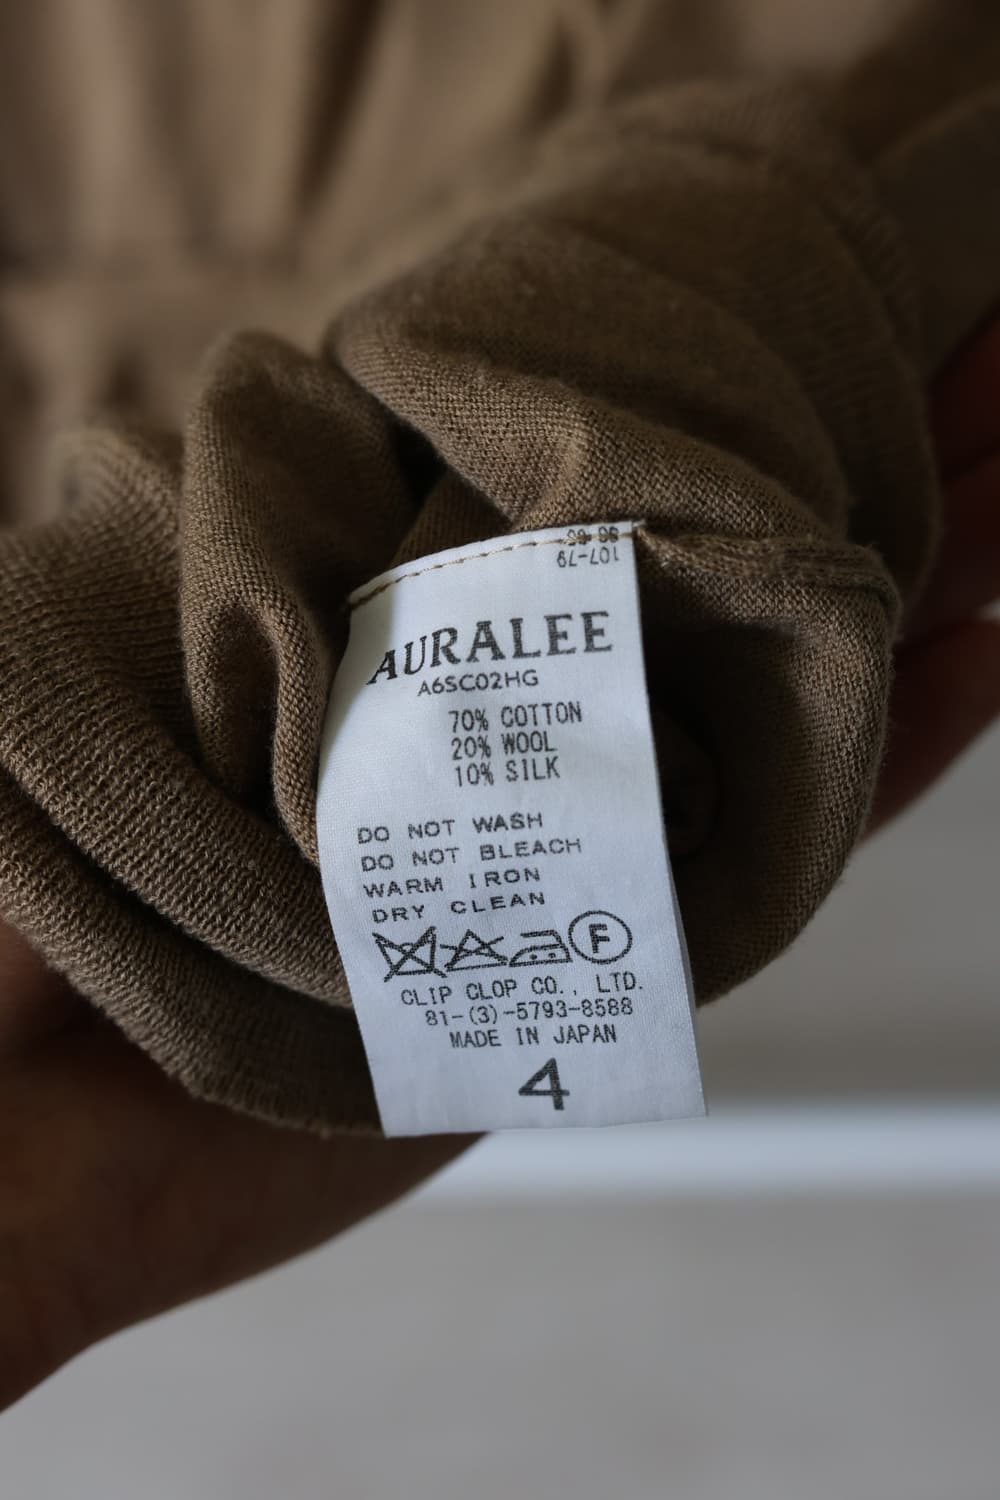 107-79
AURALEE
A6SC02HG
70% COTTON
20% WOOL
10% SILK
DO NOT WASH
DO NOT BLEACH
WARM IRON
DRY CLEAN
F
CLIP CLOP CO., LTD.
81-(3)-5793-8588
MADE IN JAPAN
4